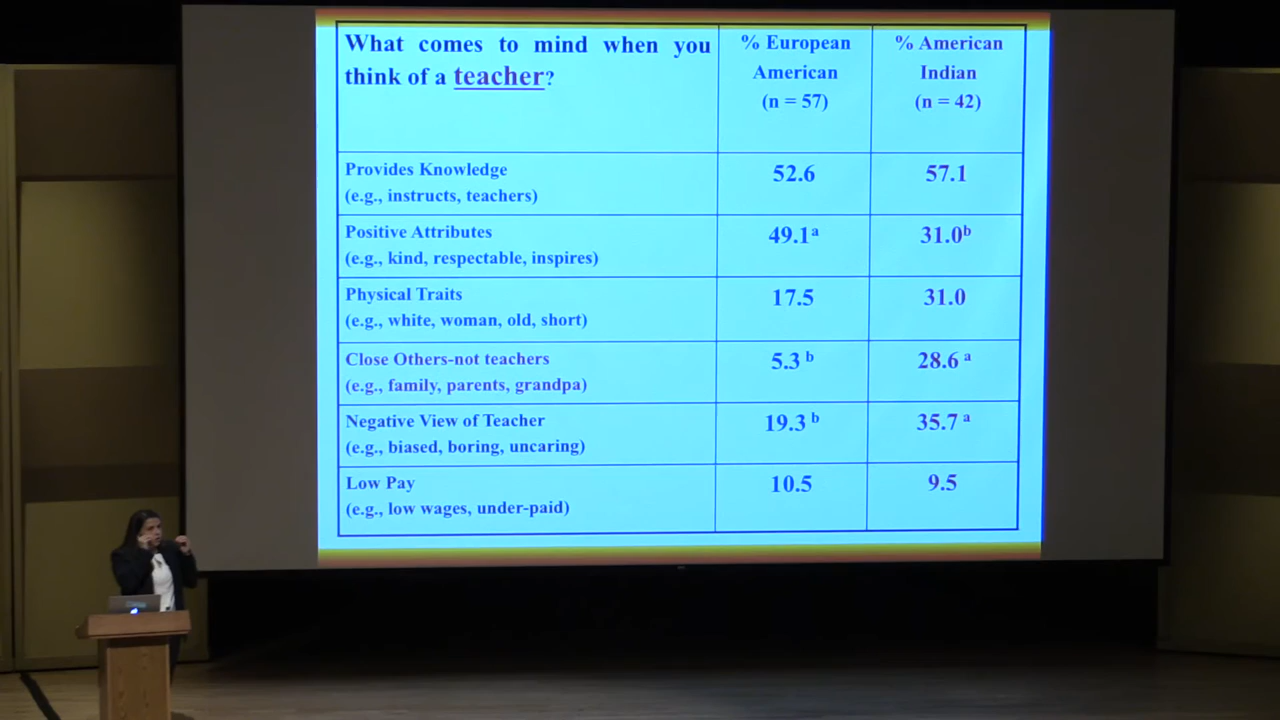 What comes to mind when you
think of a teacher?
% European
American
(n = 57)
% American
Indian
(n = 42)
Provides Knowledge
(e.g., instructs, teachers)
52.6
57.1
Positive Attributes
(e.g., kind, respectable, inspires)
49.1a
31.0b
Physical Traits
(e.g., white, woman, old, short)
17.5
31.0
Close Others-not teachers
(e.g., family, parents, grandpa)
5.3 b
28.6 a
Negative View of Teacher
(e.g., biased, boring, uncaring)
19.3 b
35.7 a
Low Pay
(e.g., low wages, under-paid)
10.5
9.5